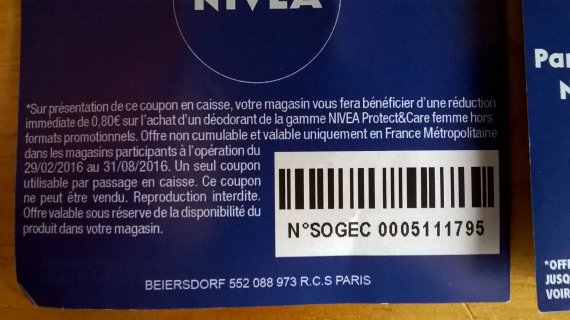 NIVEA
*Sur présentation de ce coupon en caisse, votre magasin vous fera bénéficier d'une réduction
immédiate de 0,80€ sur l'achat d'un déodorant de la gamme NIVEA Protect&Care femme hors
formats promotionnels. Offre non cumulable et valable uniquement en France Métropolitaine
dans les magasins participants à l'opération du
29/02/2016 au 31/08/2016. Un seul coupon
utilisable par passage en caisse. Ce coupon
ne peut être vendu. Reproduction interdite.
Offre valable sous réserve de la disponibilité du
produit dans votre magasin.
N°SOGEC 0005111795
BEIERSDORF 552 088 973 R.C.S PARIS
Par
N
*OFF
JUSQ
VOIR